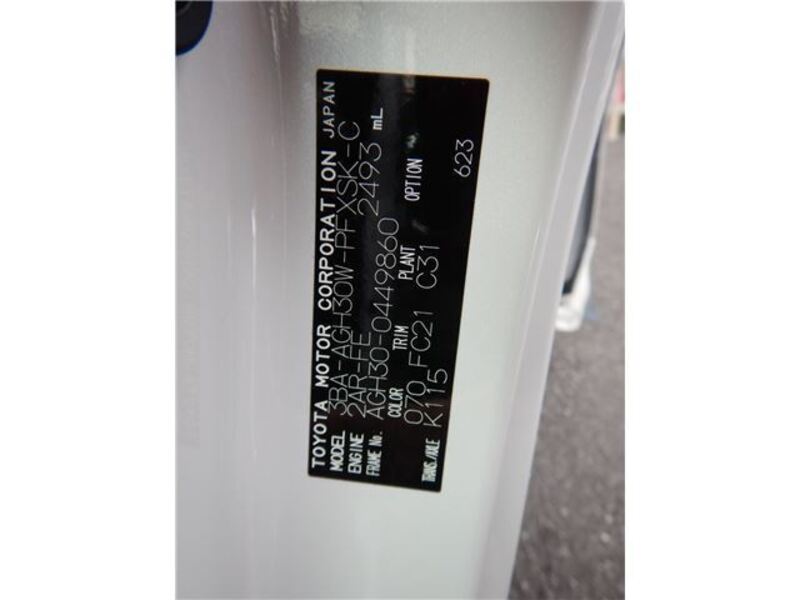 TOYOTA MOTOR CORPORATION JAPAN
MODEL 3BA-AGH30W-PFXSK-C
ENGINE 2AR-FE 2493 mL
FRAME No. AGH30-0449860
COLOR TRIM PLANT OPTION
070 FC21 C31
TRANS./AXLE K115 623